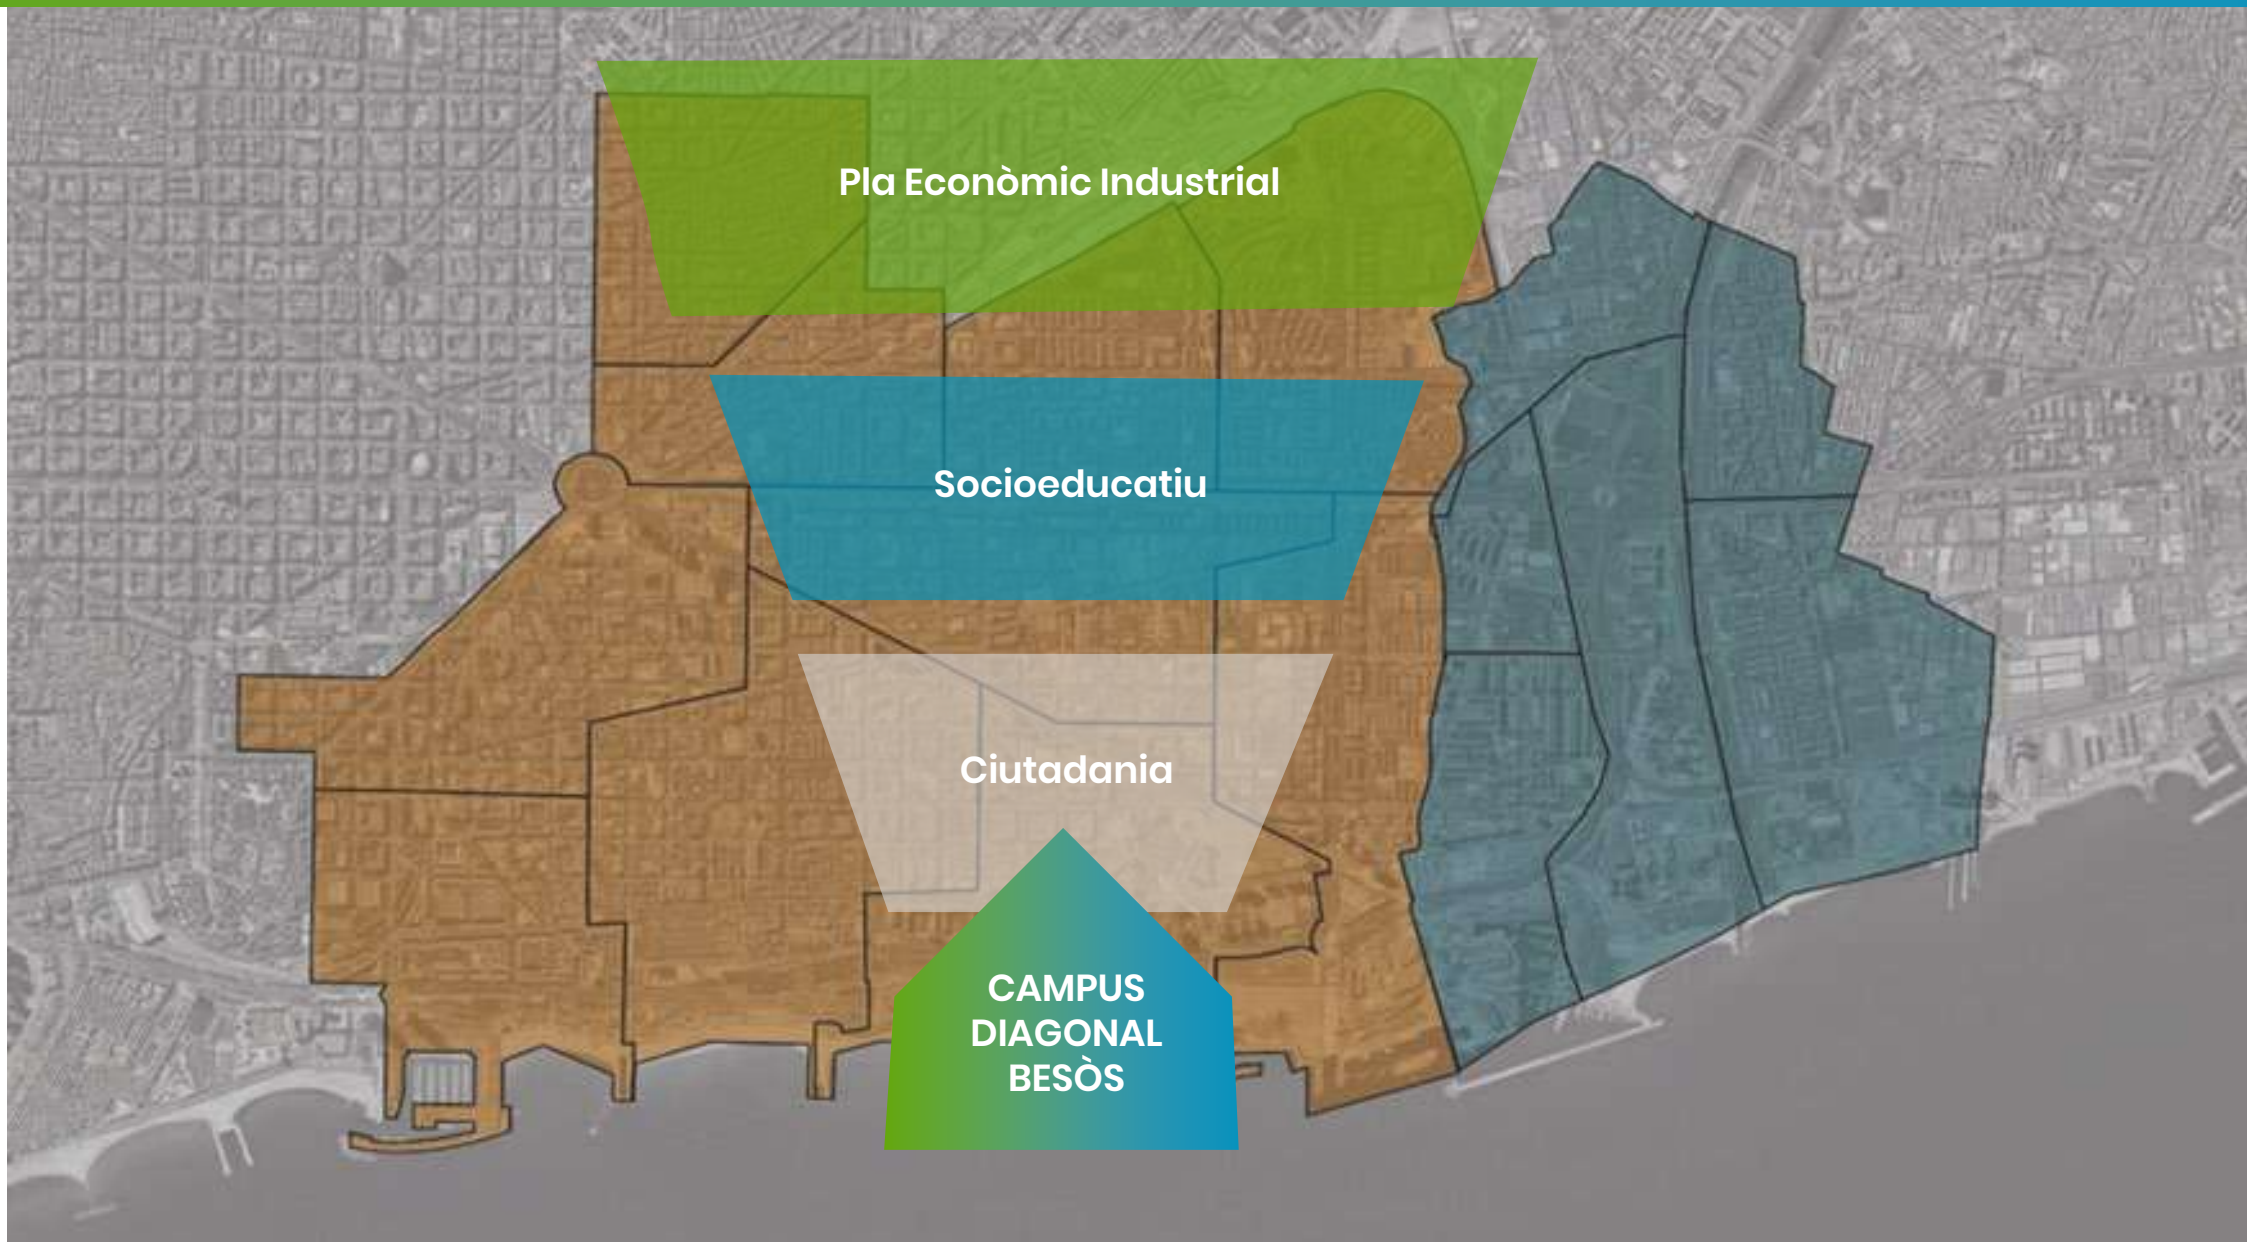 Pla Econòmic Industrial
Socioeducatiu
Ciutadania
CAMPUS
DIAGONAL
BESÒS